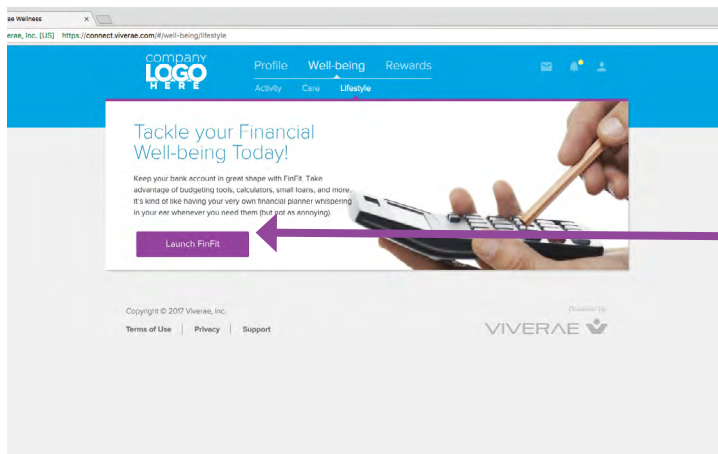 ae Wellness ×
erae, Inc. [US] https://connect.viverae.com/#/well-being/lifestyle
company
LOGO
HERE
Profile Well-being Rewards
Activity Care Lifestyle
Tackle your Financial
Well-being Today!
Keep your bank account in great shape with FinFit. Take
advantage of budgeting tools, calculators, small loans, and more.
It's kind of like having your very own financial planner whispering
in your ear whenever you need them (but not as annoying)
Launch FinFit
Copyright © 2017 Viverae, Inc.
Terms of Use | Privacy | Support
Powered by
VIVERAE